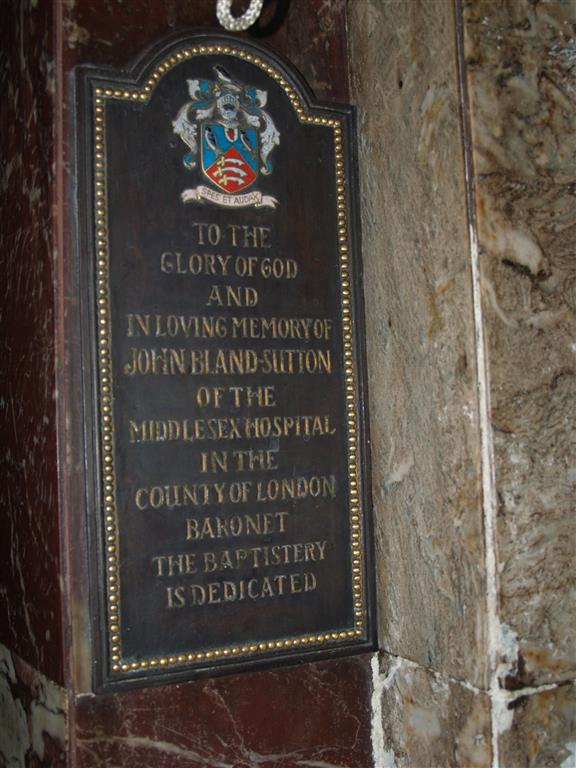 SPES ET AUDAX
TO THE
GLORY OF GOD
AND
IN LOVING MEMORY OF
JOHN BLAND-SUTTON
OF THE
MIDDLESEX HOSPITAL
IN THE
COUNTY OF LONDON
BARONET
THE BAPTISTERY
IS DEDICATED